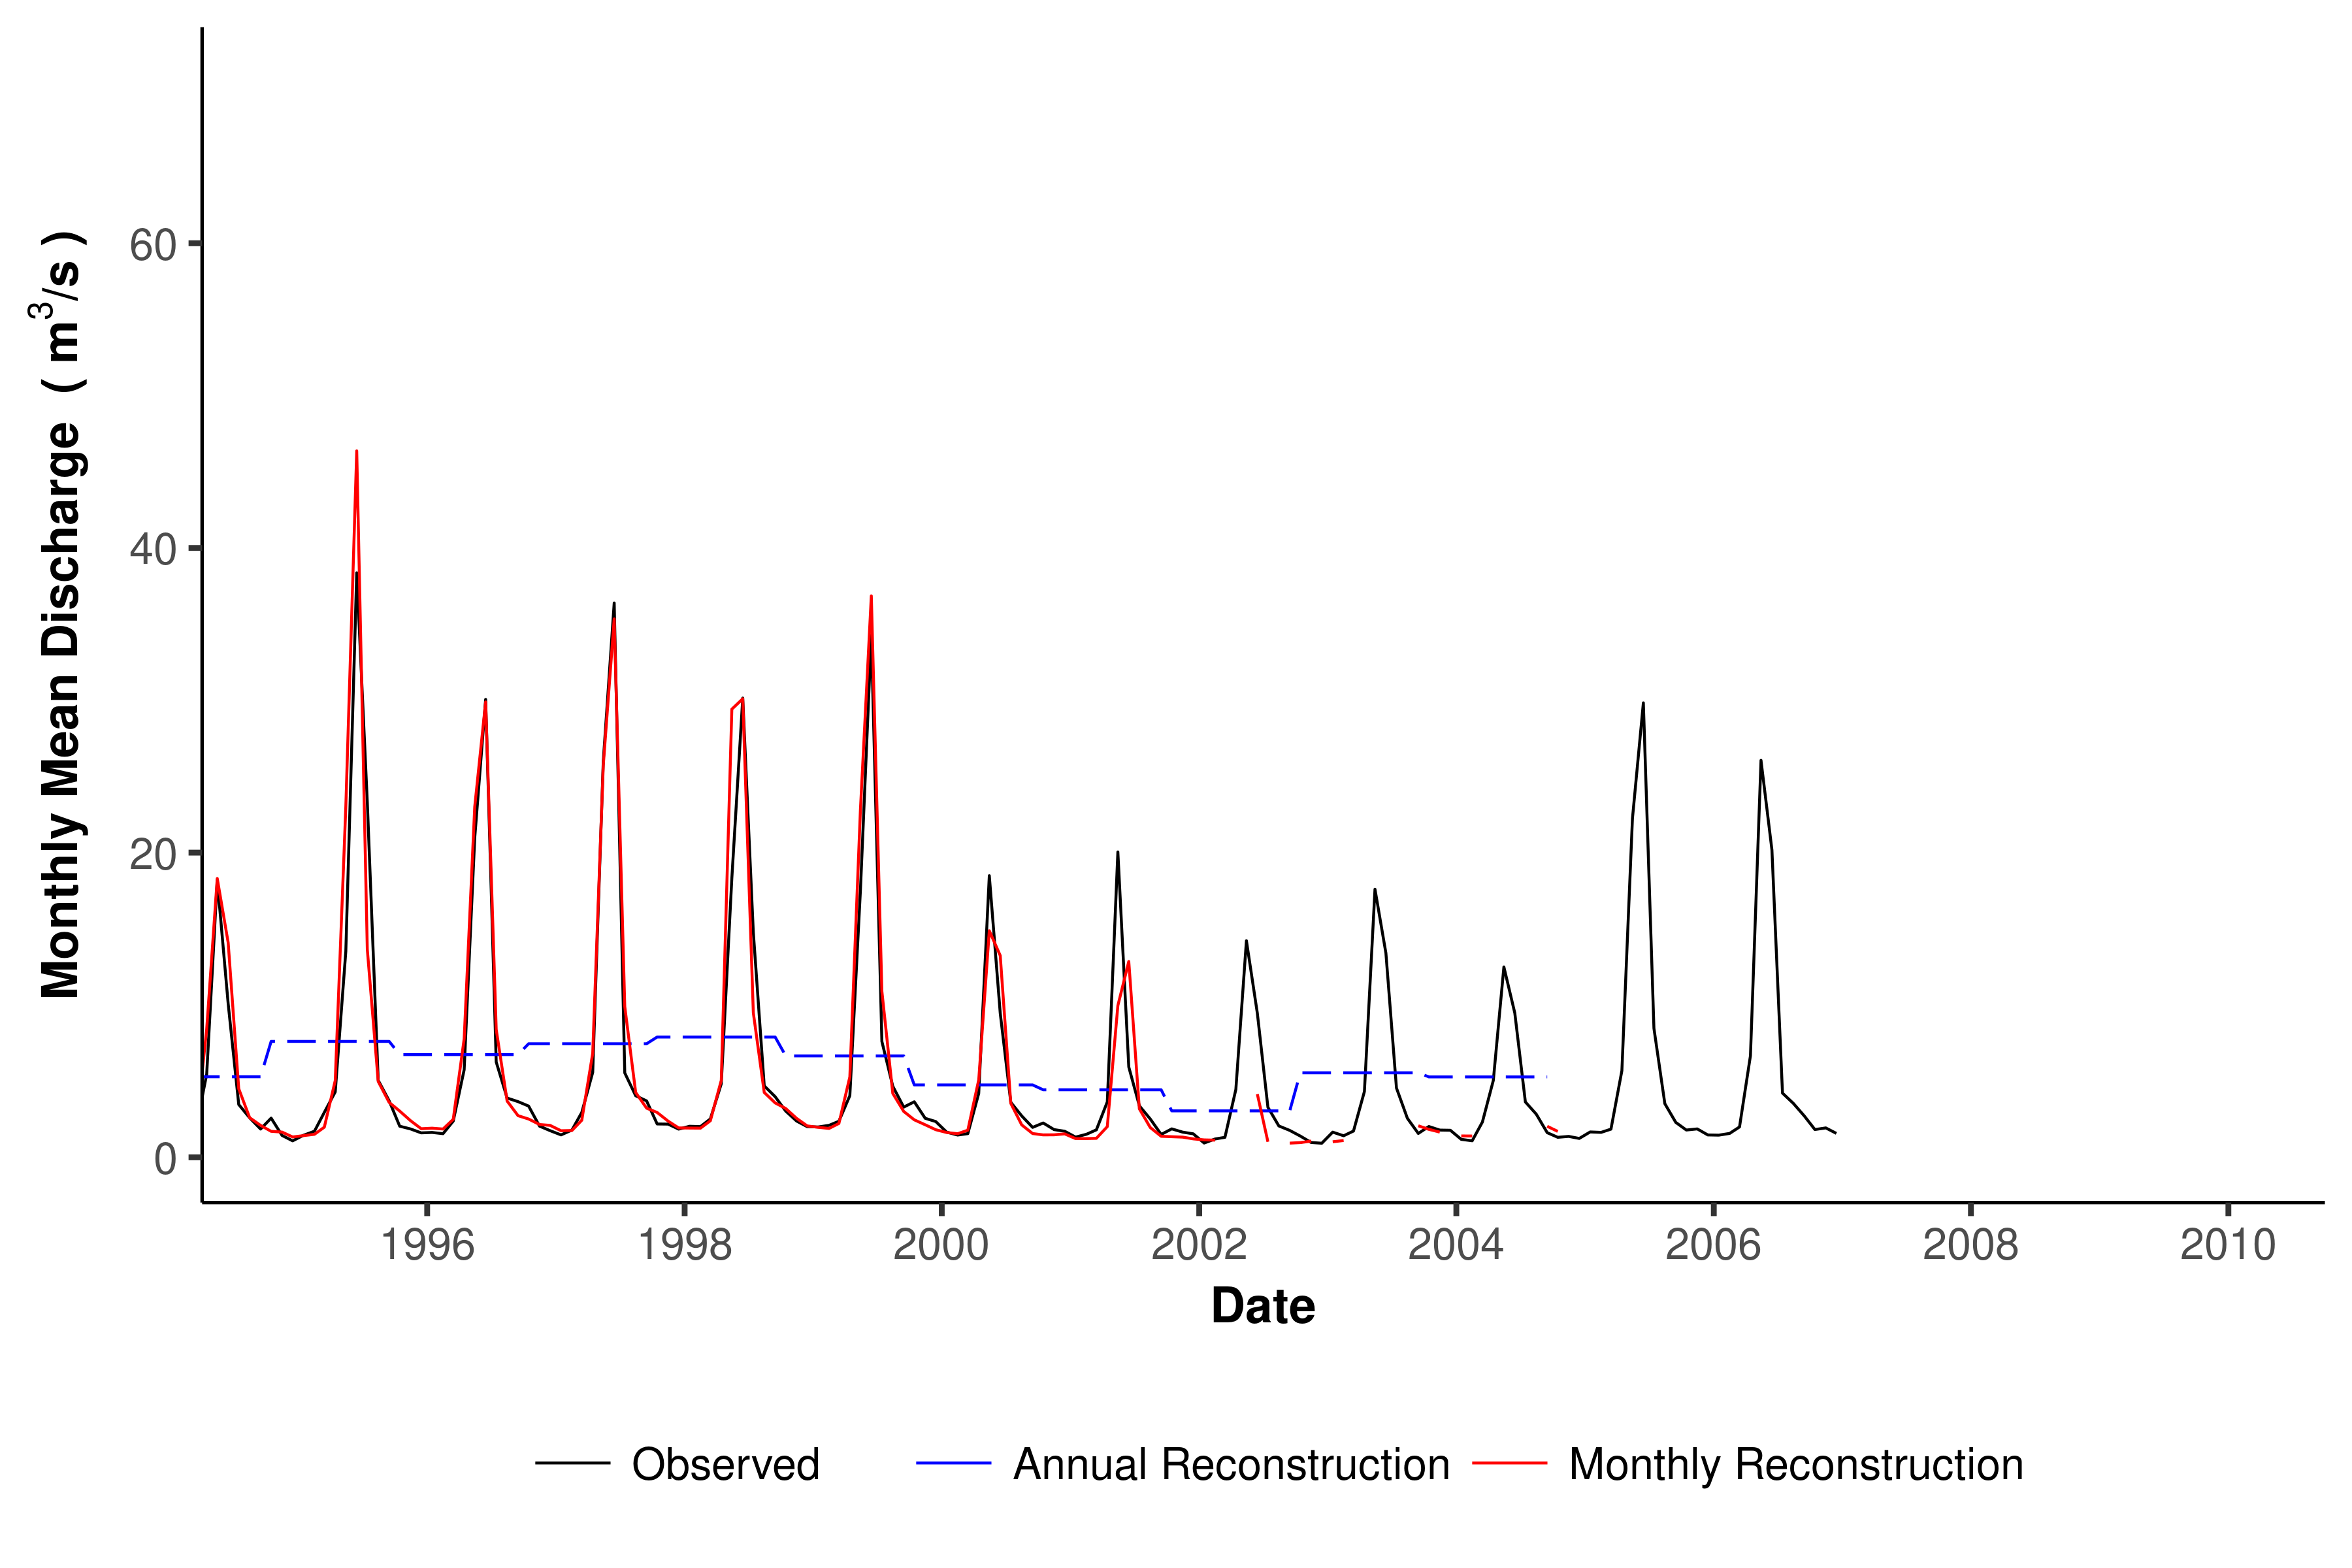 Monthly Mean Discharge ( m³/s )
60
40
20
0
1996 1998 2000 2002 2004 2006 2008 2010
Date
Observed Annual Reconstruction Monthly Reconstruction